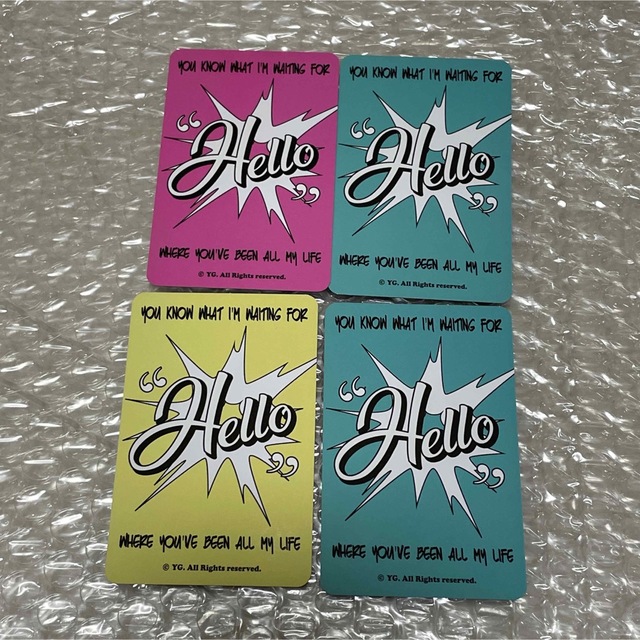 YOU KNOW WHAT I'M WAITING FOR
“Hello”
WHERE YOU'VE BEEN ALL MY LIFE
© YG. All Rights reserved.
YOU KNOW WHAT I'M WAITING FOR
“Hello”
WHERE YOU'VE BEEN ALL MY LIFE
© YG. All Rights reserved.
YOU KNOW WHAT I'M WAITING FOR
“Hello”
WHERE YOU'VE BEEN ALL MY LIFE
© YG. All Rights reserved.
YOU KNOW WHAT I'M WAITING FOR
“Hello”
WHERE YOU'VE BEEN ALL MY LIFE
© YG. All Rights reserved.